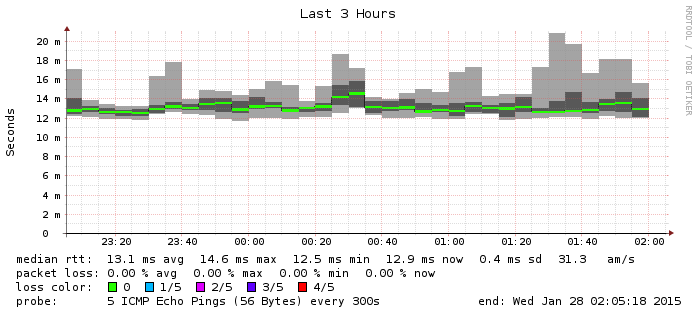 Last 3 Hours
RRDTOOL / TOBI OETIKER
Seconds
20 m
18 m
16 m
14 m
12 m
10 m
8 m
6 m
4 m
2 m
0
23:20 23:40 00:00 00:20 00:40 01:00 01:20 01:40 02:00
median rtt: 13.1 ms avg 14.6 ms max 12.5 ms min 12.9 ms now 0.4 ms sd 31.3 am/s
packet loss: 0.00 % avg 0.00 % max 0.00 % min 0.00 % now
loss color: 0 1/5 2/5 3/5 4/5
probe: 5 ICMP Echo Pings (56 Bytes) every 300s end: Wed Jan 28 02:05:18 2015